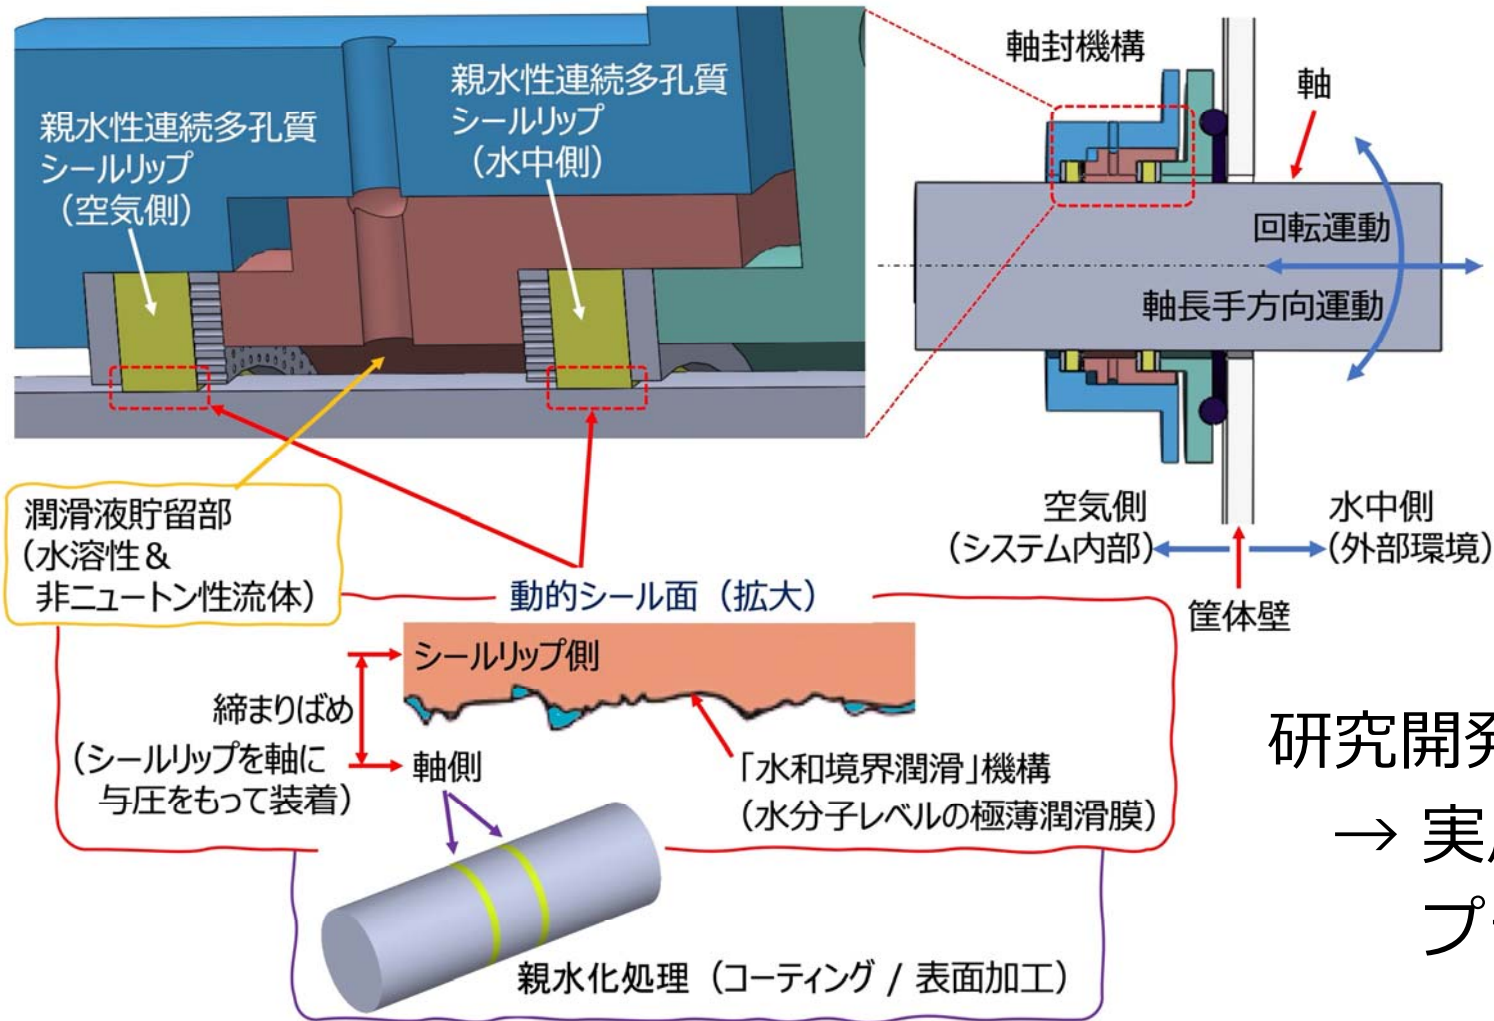 親水性連続多孔質
シールリップ
(空気側)
親水性連続多孔質
シールリップ
(水中側)
軸封機構
軸
回転運動
軸長手方向運動
空気側
(システム内部)
水中側
(外部環境)
筐体壁
潤滑液貯留部
(水溶性&
非ニュートン性流体)
動的シール面(拡大)
シールリップ側
締まりばめ
(シールリップを軸に
与圧をもって装着)
軸側
「水和境界潤滑」機構
(水分子レベルの極薄潤滑膜)
親水化処理(コーティング / 表面加工)
研究開
→ 実
プ